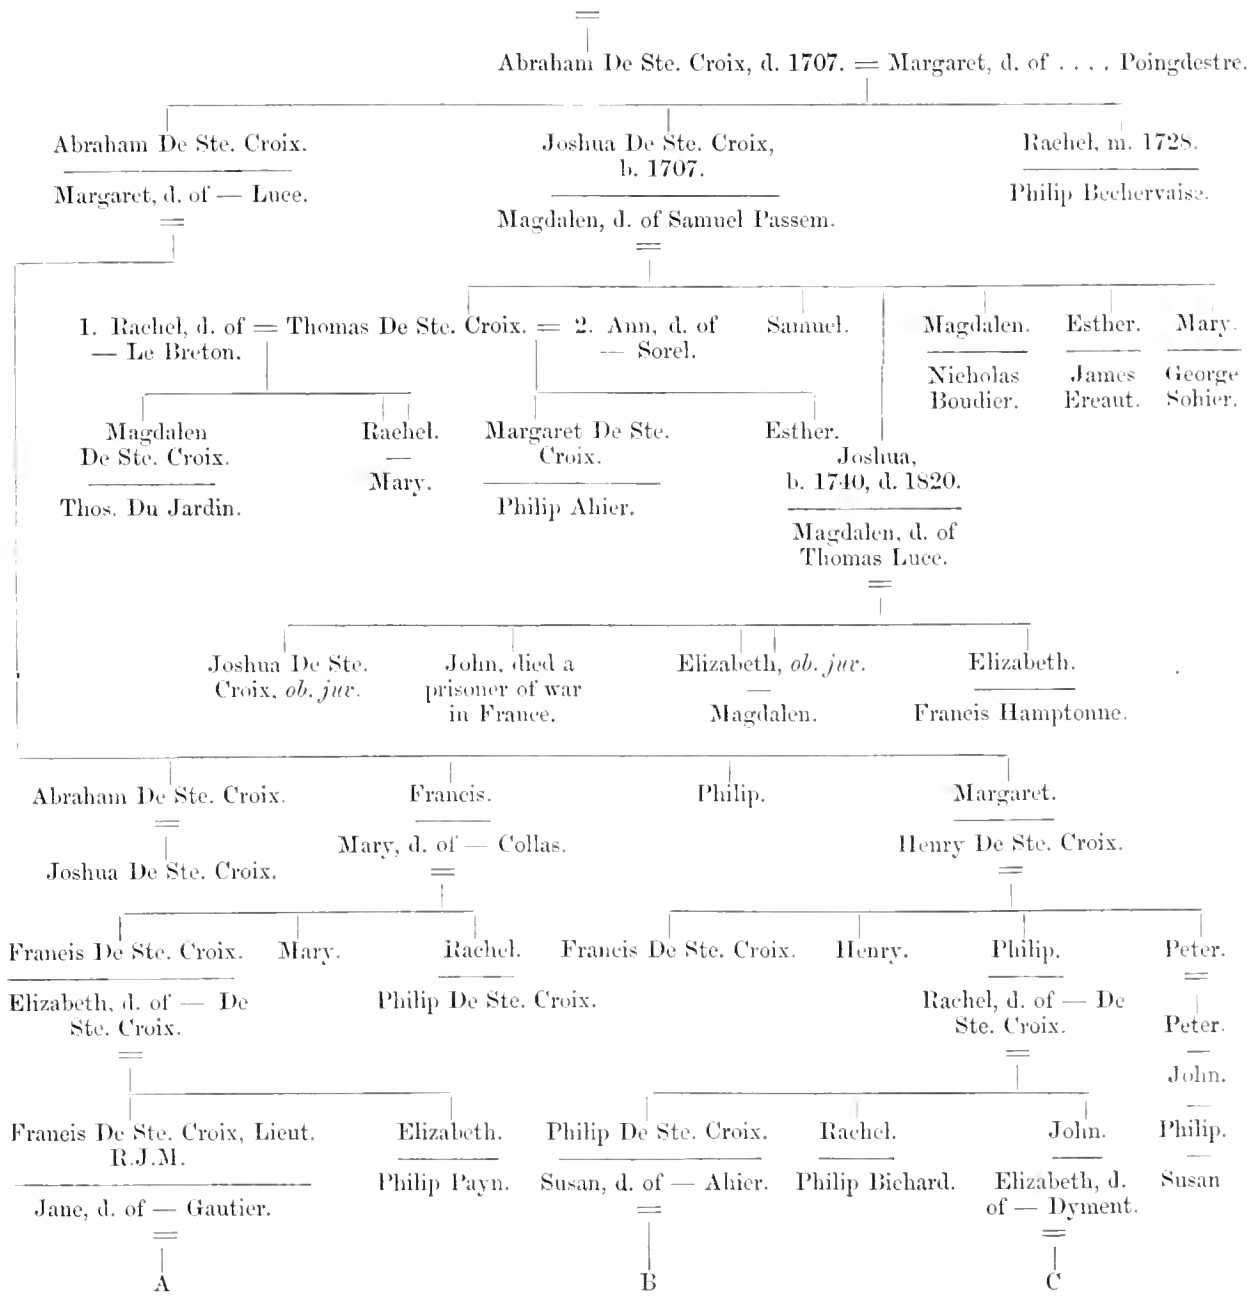 Abraham De Ste. Croix, d. 1707. = Margaret, d. of . . . . Poingdestre.
Abraham De Ste. Croix.
Margaret, d. of — Luce.
Joshua De Ste. Croix,
b. 1707.
Magdalen, d. of Samuel Passem.
Rachel, m. 1728.
Philip Bechervaise.
1. Rachel, d. of = Thomas De Ste. Croix. = 2. Ann, d. of
— Le Breton.
— Sorel.
Samuel.
Magdalen.
Nicholas
Boudier.
Esther.
James
Ereaut.
Mary.
George
Sohier.
Magdalen
De Ste. Croix.
Thos. Du Jardin.
Rachel.
—
Mary.
Margaret De Ste.
Croix.
Philip Ahier.
Esther.
Joshua,
b. 1740, d. 1820.
Magdalen, d. of
Thomas Luce.
Joshua De Ste.
Croix, ob. juv.
John, died a
prisoner of war
in France.
Elizabeth, ob. juv.
—
Magdalen.
Elizabeth.
Francis Hamptonne.
Abraham De Ste. Croix.
Joshua De Ste. Croix.
Francis.
Mary, d. of — Collas.
Philip.
Margaret.
Henry De Ste. Croix.
Francis De Ste. Croix.
Elizabeth, d. of — De
Ste. Croix.
Mary.
Rachel.
Philip De Ste. Croix.
Francis De Ste. Croix.
Henry.
Philip.
Rachel, d. of — De
Ste. Croix.
Peter.
Peter.
—
John.
—
Philip.
—
Susan
Francis De Ste. Croix, Lieut.
R.J.M.
Jane, d. of — Gautier.
A
Elizabeth.
Philip Payn.
Philip De Ste. Croix.
Susan, d. of — Ahier.
B
Rachel.
Philip Bichard.
John.
Elizabeth, d.
of — Dyment.
C